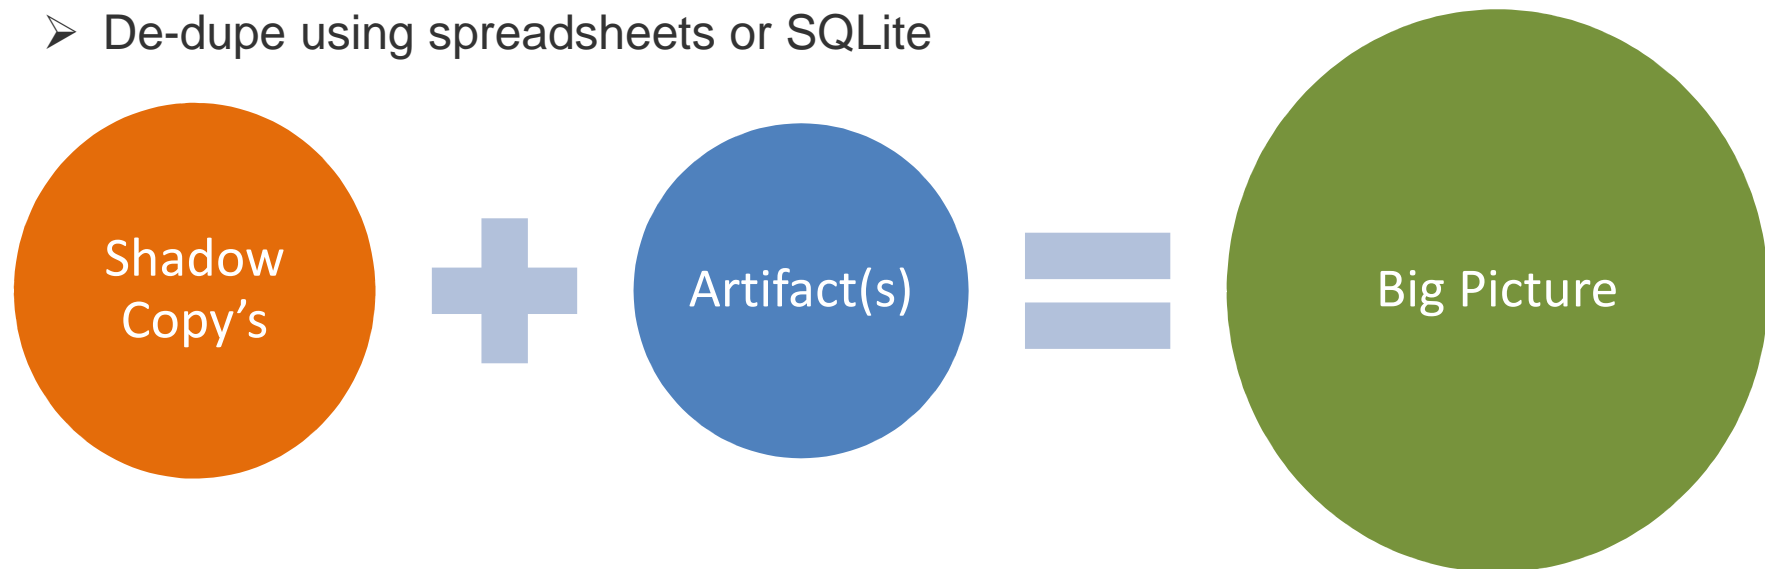 ➢ De-dupe using spreadsheets or SQLite
Shadow
Copy’s
Artifact(s)
Big Picture